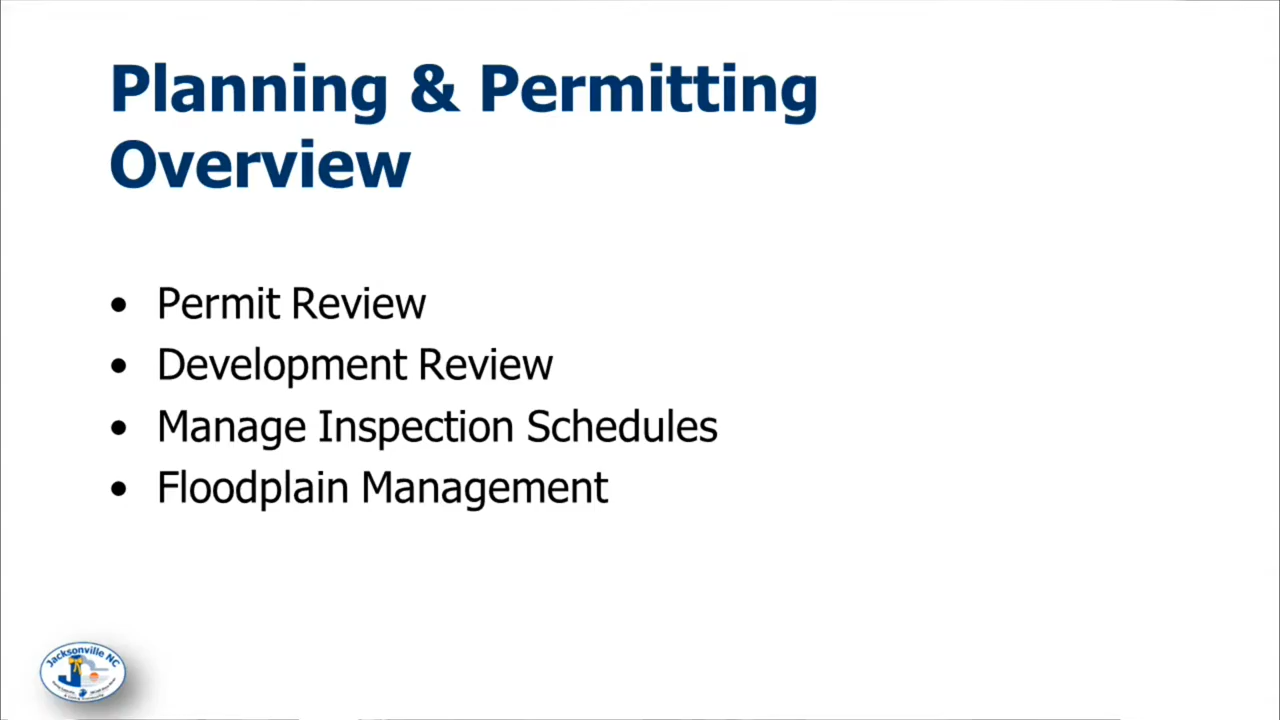 Planning & Permitting
Overview
• Permit Review
• Development Review
• Manage Inspection Schedules
• Floodplain Management
Jacksonville NC